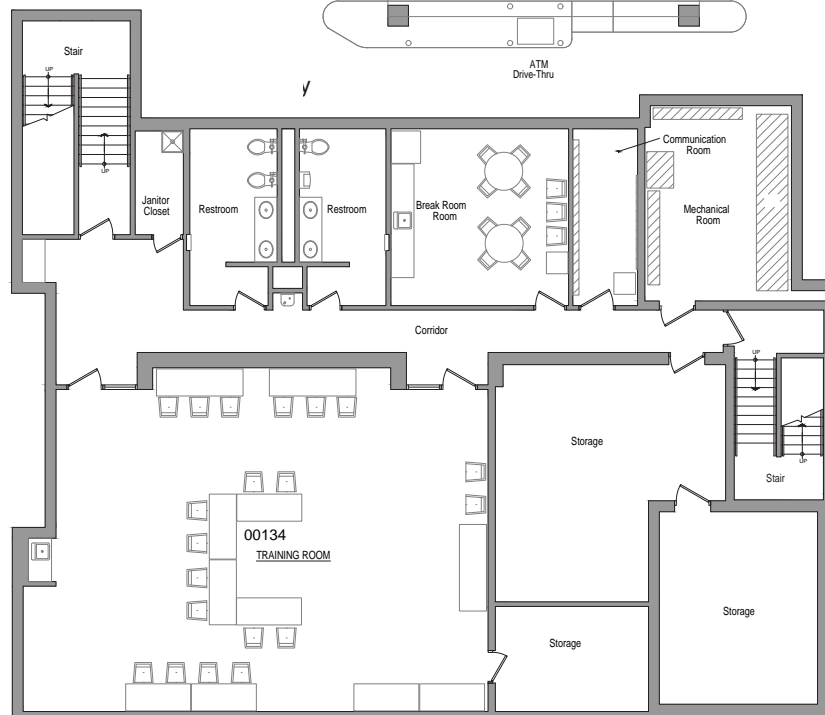 Stair
UP
UP
y
ATM
Drive-Thru
Communication
Room
Janitor
Closet
Restroom
Restroom
Break Room
Room
Mechanical
Room
Corridor
UP
UP
Stair
Storage
00134
TRAINING ROOM
Storage
Storage